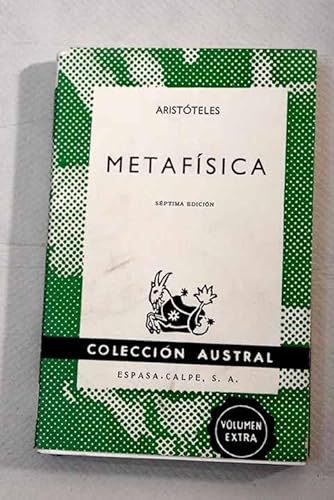 ARISTÓTELES
METAFÍSICA
SÉPTIMA EDICIÓN
COLECCIÓN AUSTRAL
ESPASA-CALPE, S. A.
VOLUMEN
EXTRA